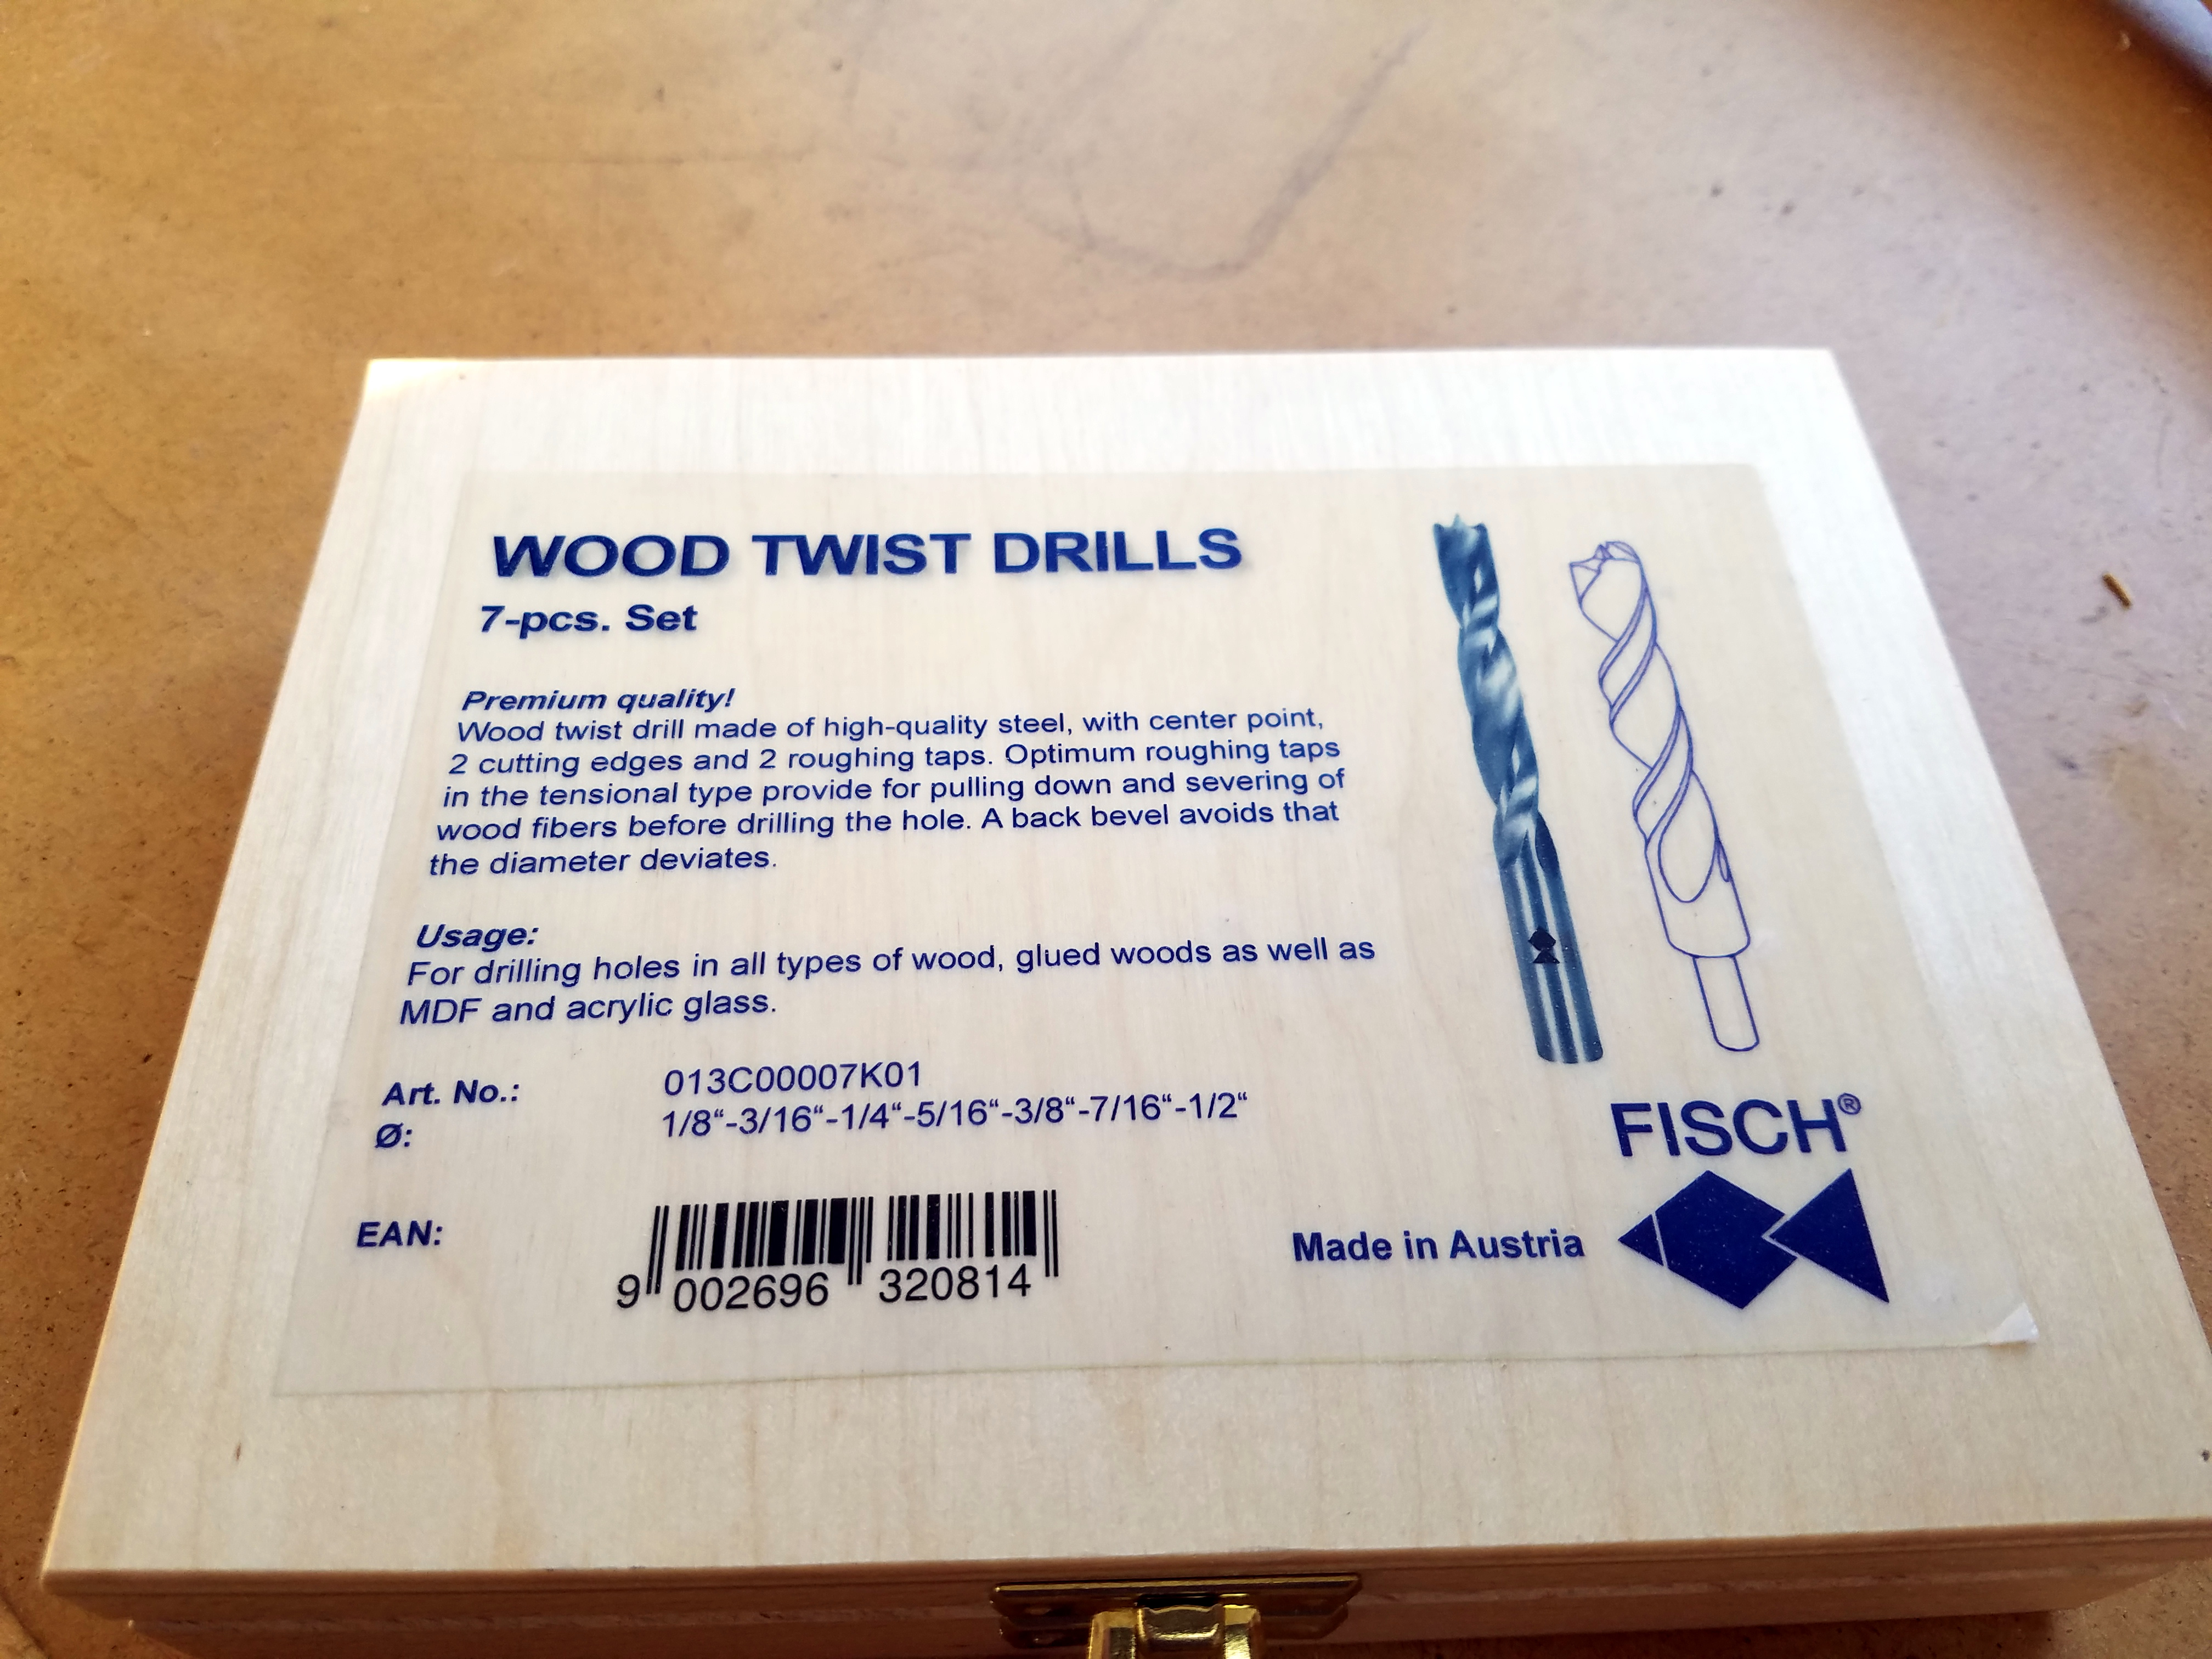 WOOD TWIST DRILLS
7-pcs. Set
Premium quality!
Wood twist drill made of high-quality steel, with center point,
2 cutting edges and 2 roughing taps. Optimum roughing taps
in the tensional type provide for pulling down and severing of
wood fibers before drilling the hole. A back bevel avoids that
the diameter deviates.
Usage:
For drilling holes in all types of wood, glued woods as well as
MDF and acrylic glass.
Art. No.: 013C00007K01
Ø: 1/8“-3/16“-1/4“-5/16“-3/8“-7/16“-1/2“
EAN:
9 002696 320814
Made in Austria
FISCH®